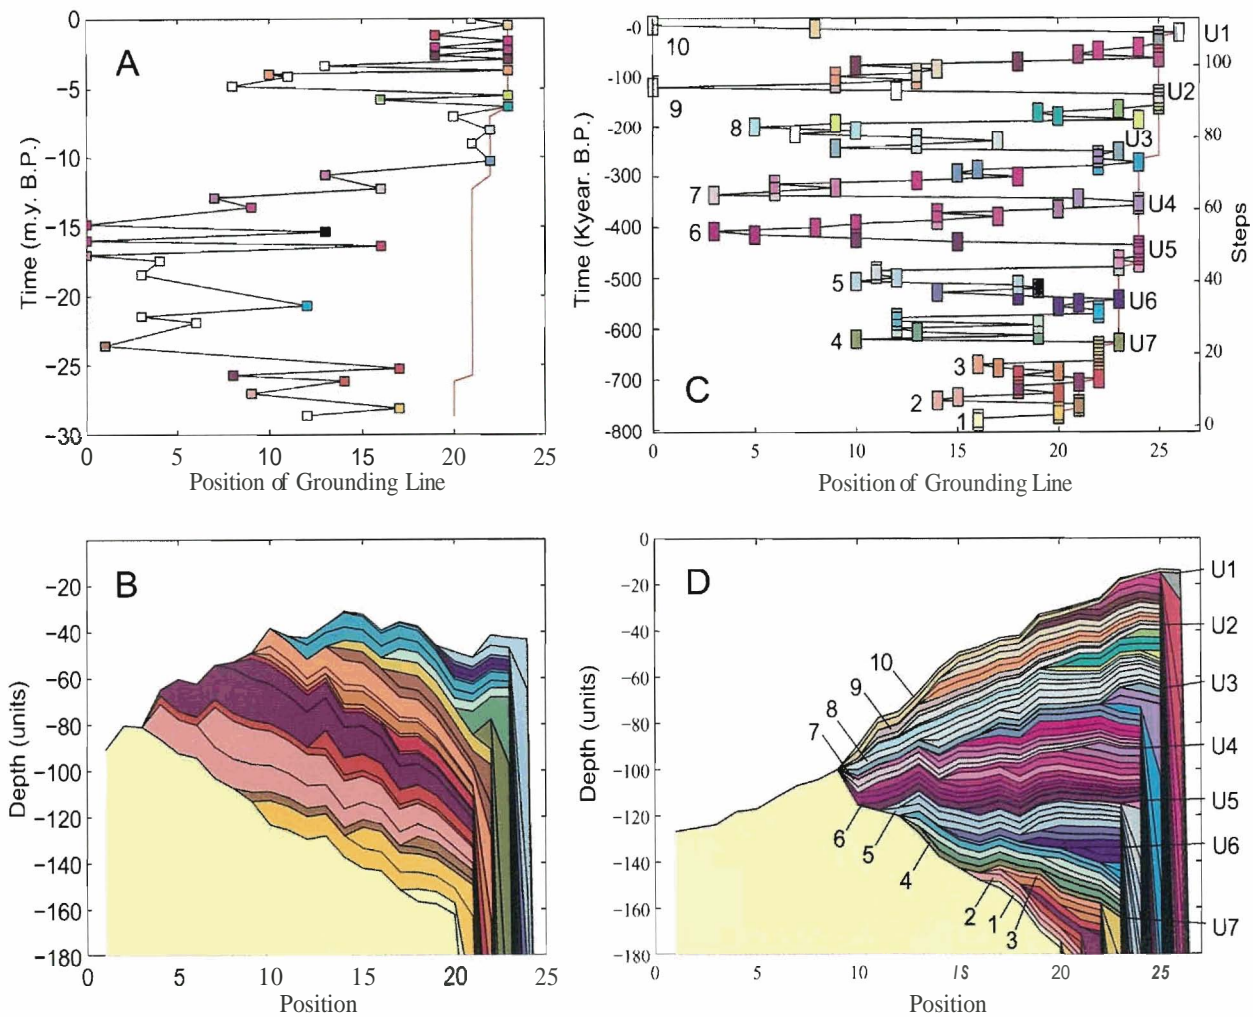 A
0
−5
−10
−15
−20
−25
−30
Time (m.y. B.P.)
0 5 10 15 20 25
Position of Grounding Line
C
-0
-100
-200
-300
-400
-500
-600
-700
-800
Time (Kyear. B.P.)
10
9
8
7
6
5
4
3
2
1
U1
U2
U3
U4
U5
U6
U7
100
80
60
40
20
0
Steps
0 5 10 15 20 25
Position of Grounding Line
B
−20
−40
−60
−80
−100
−120
−140
−160
−180
Depth (units)
0 5 10 15 20 25
Position
D
0
−20
−40
-60
-80
-100
-120
−140
−160
-180
Depth (units)
10
9
8
7
6
5
4
2
1
3
U1
U2
U3
U4
U5
U6
U7
0 5 10 15 20 25
Position